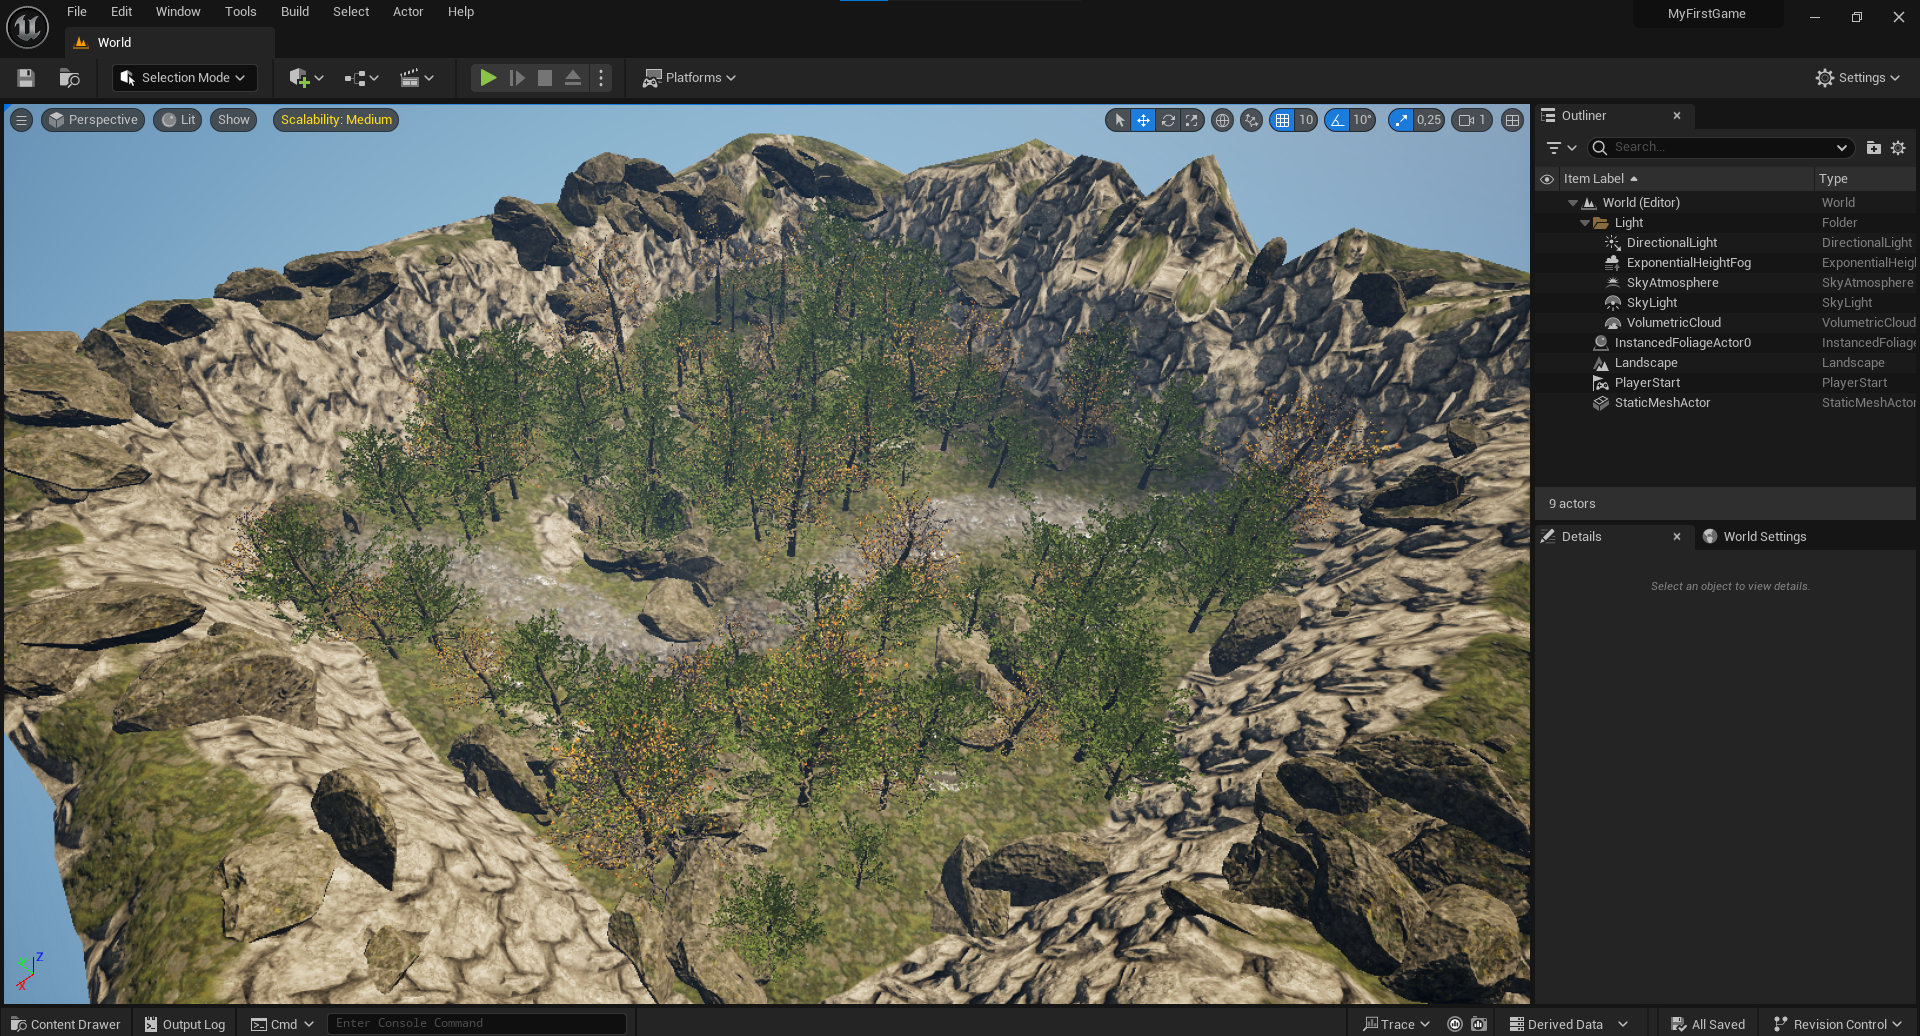 File Edit Window Tools Build Select Actor Help
MyFirstGame
World
Selection Mode
Platforms
Settings
Perspective Lit Show Scalability: Medium
10 10° 0,25 1
Outliner
Search...
Item Label Type
World (Editor) World
Light Folder
DirectionalLight DirectionalLight
ExponentialHeightFog ExponentialHeigl
SkyAtmosphere SkyAtmosphere
SkyLight SkyLight
VolumetricCloud VolumetricCloud
InstancedFoliageActor0 InstancedFoliage
Landscape Landscape
PlayerStart PlayerStart
StaticMeshActor StaticMeshActor
9 actors
Details World Settings
Select an object to view details.
Z
X
Content Drawer Output Log Cmd Enter Console Command
Trace Derived Data All Saved Revision Control